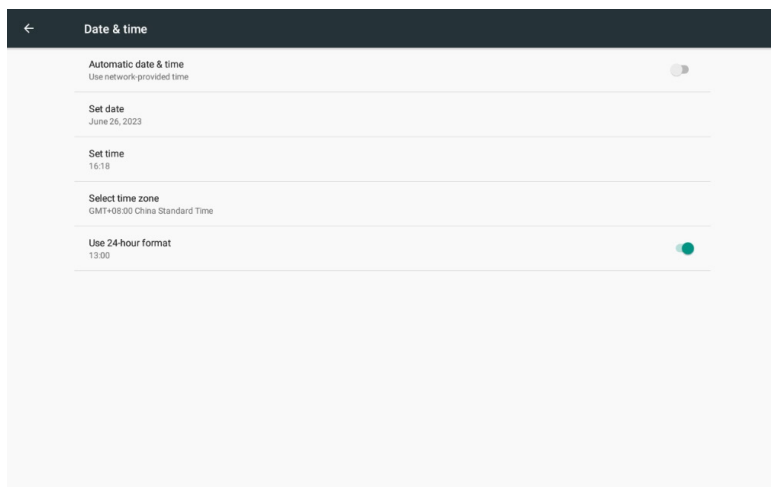 Date & time
Automatic date & time
Use network-provided time
Set date
June 26, 2023
Set time
16:18
Select time zone
GMT+08:00 China Standard Time
Use 24-hour format
13:00